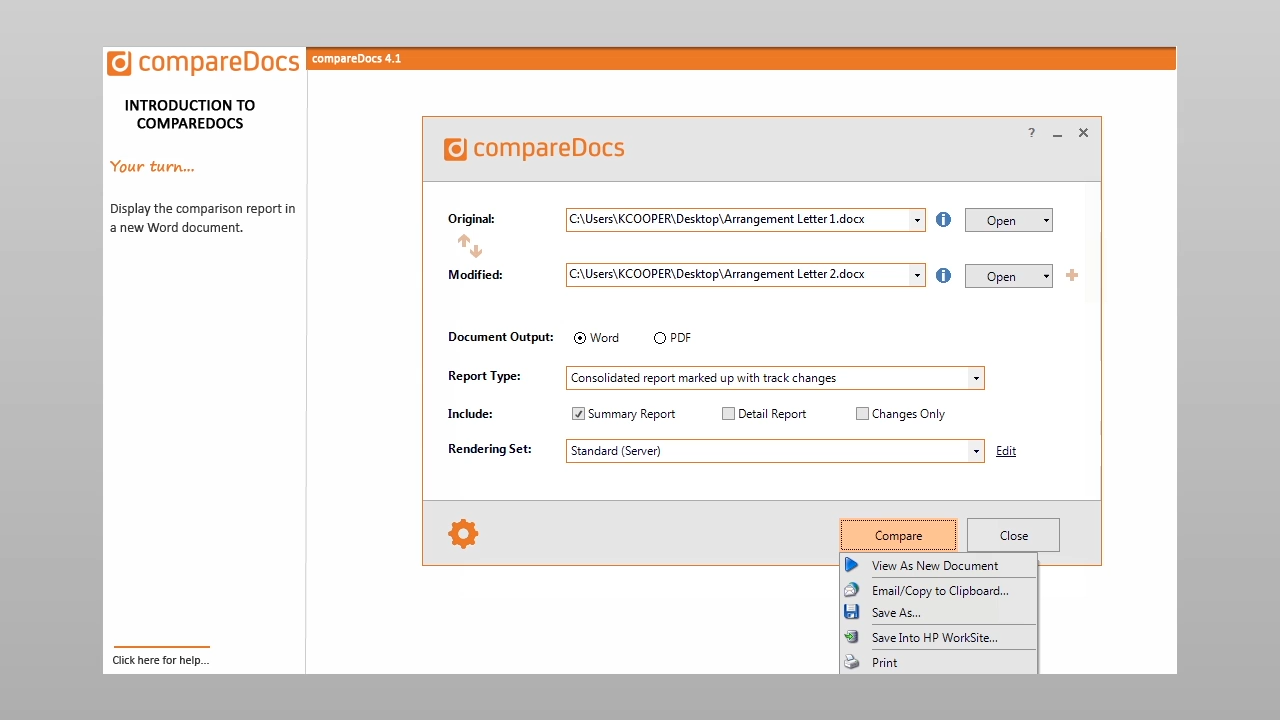 compareDocs
compareDocs 4.1
INTRODUCTION TO
COMPAREDOCS
Your turn...
Display the comparison report in
a new Word document.
Click here for help...
compareDocs
?
Original:
C:\Users\KCOOPER\Desktop\Arrangement Letter 1.docx
Open
Modified:
C:\Users\KCOOPER\Desktop\Arrangement Letter 2.docx
Open
Document Output:
Word
PDF
Report Type:
Consolidated report marked up with track changes
Include:
Summary Report
Detail Report
Changes Only
Rendering Set:
Standard (Server)
Edit
Compare
Close
View As New Document
Email/Copy to Clipboard...
Save As...
Save Into HP WorkSite...
Print